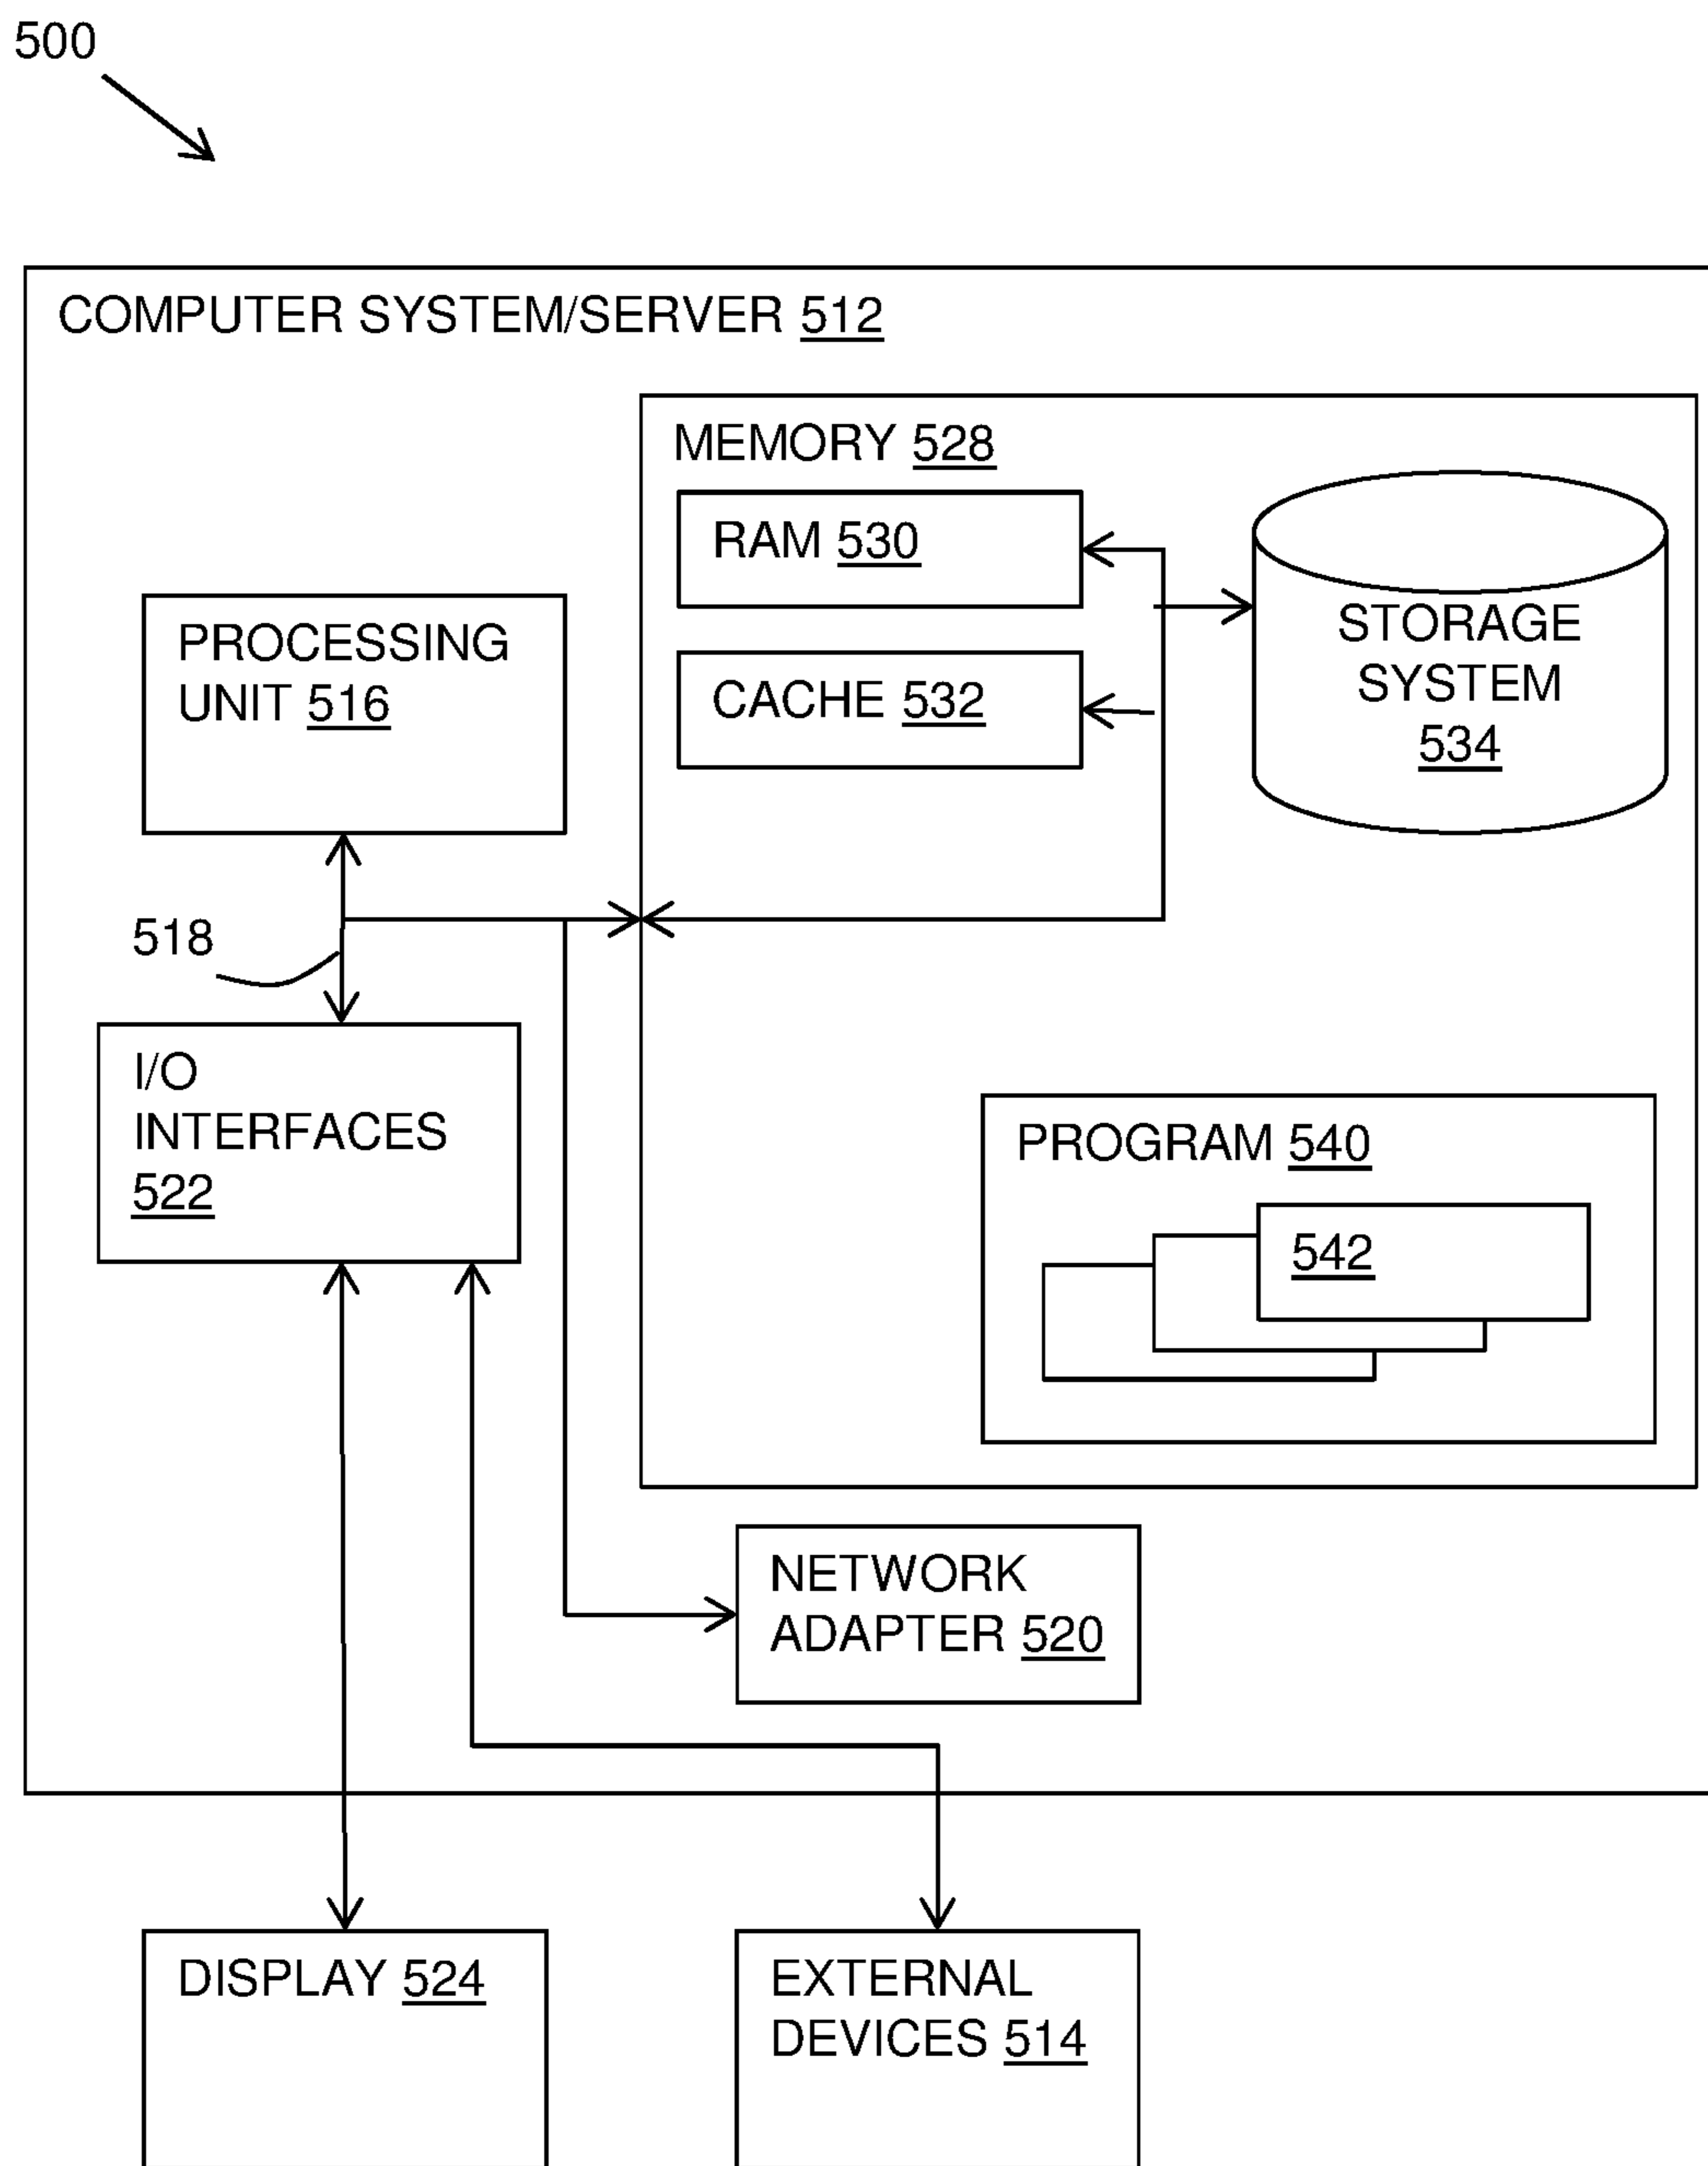 500
COMPUTER SYSTEM/SERVER 512
MEMORY 528
RAM 530
CACHE 532
STORAGE
SYSTEM
534
PROCESSING
UNIT 516
518
I/O
INTERFACES
522
PROGRAM 540
542
NETWORK
ADAPTER 520
DISPLAY 524
EXTERNAL
DEVICES 514